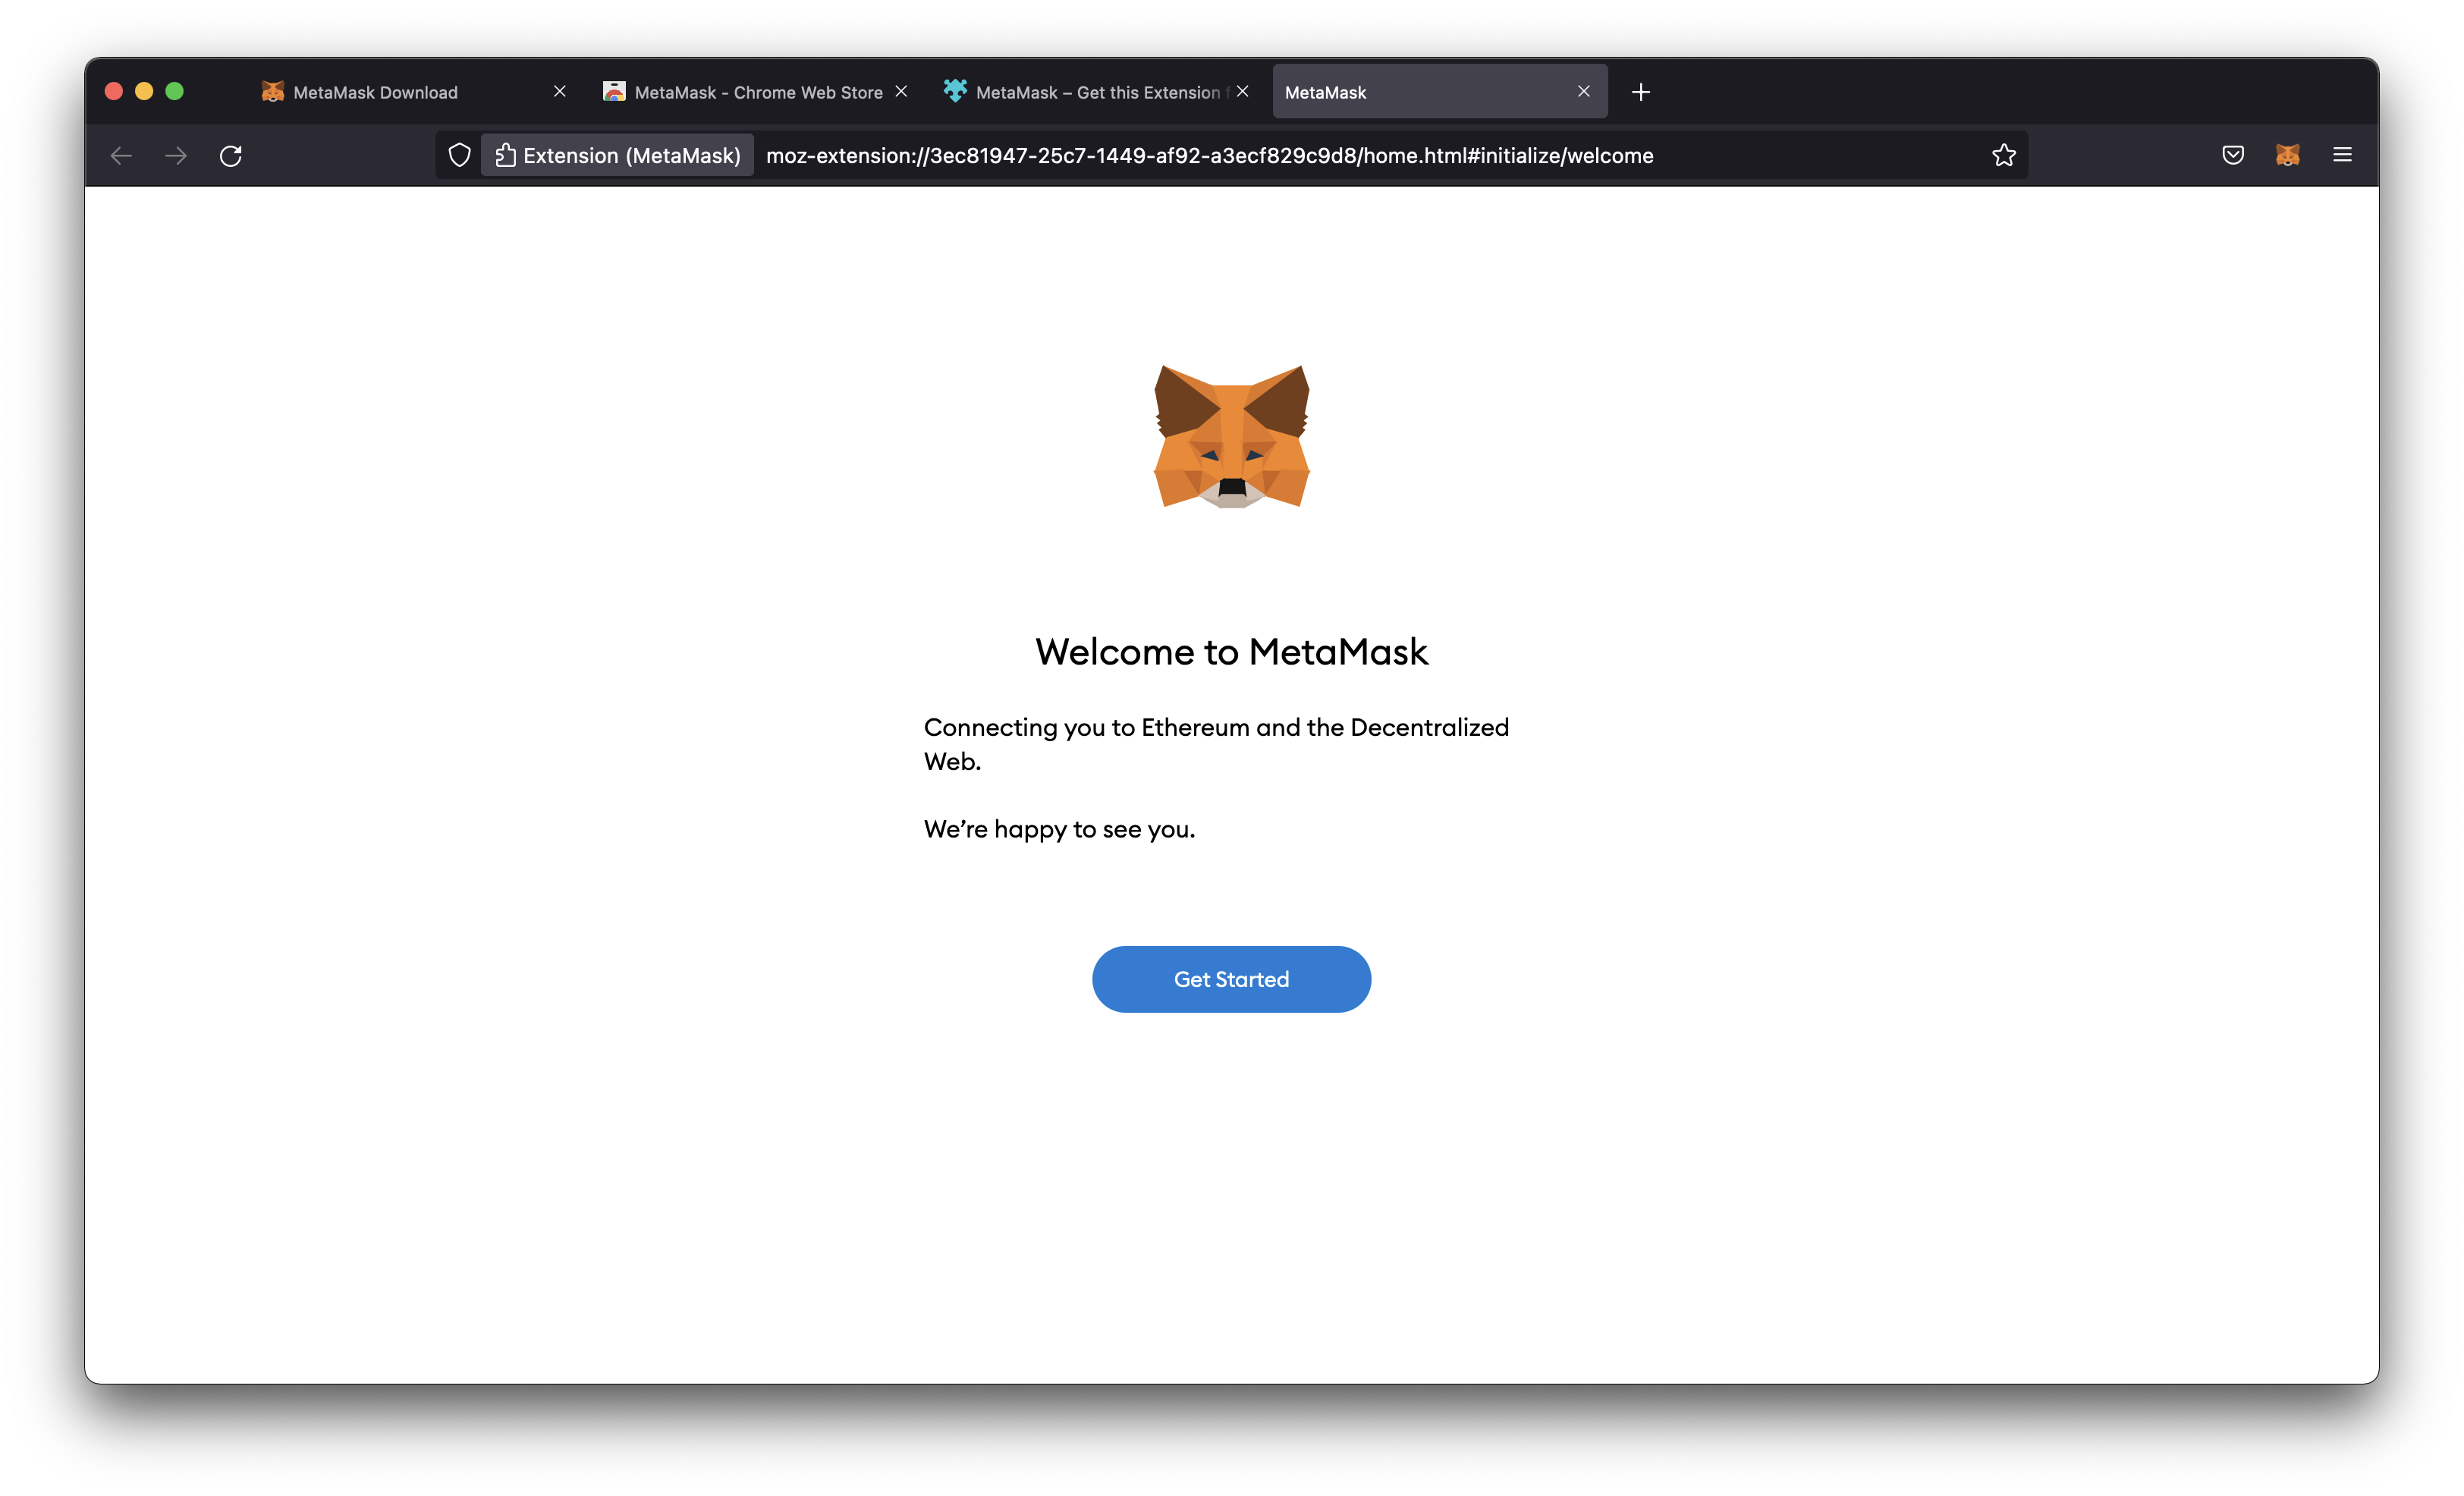 MetaMask Download
MetaMask - Chrome Web Store
MetaMask – Get this Extension f
MetaMask
Extension (MetaMask)
moz-extension://3ec81947-25c7-1449-af92-a3ecf829c9d8/home.html#initialize/welcome
Welcome to MetaMask
Connecting you to Ethereum and the Decentralized
Web.
We’re happy to see you.
Get Started